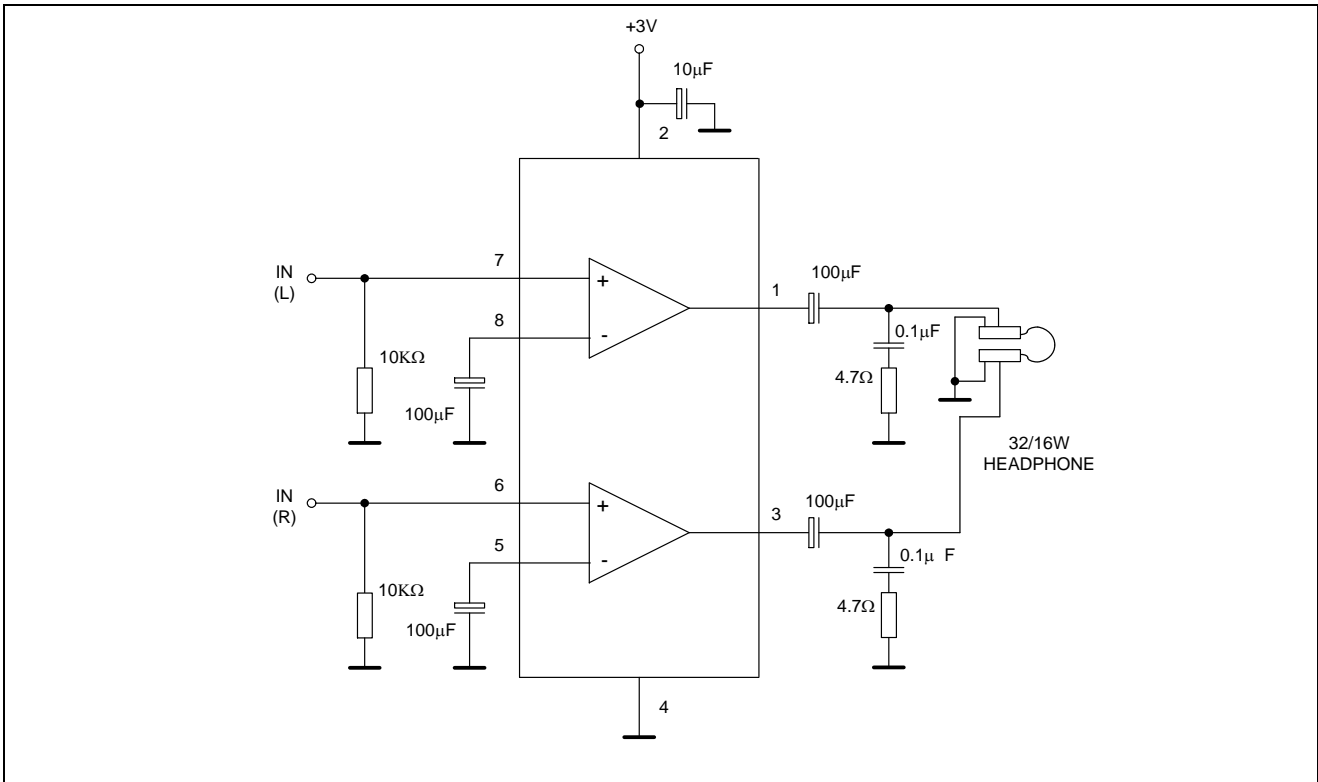 +3V
10μF
2
7
IN
(L)
+
1
100μF
8
-
0.1μF
10KΩ
4.7Ω
100μF
32/16W
HEADPHONE
6
IN
(R)
+
3
100μF
5
-
0.1μ F
10KΩ
4.7Ω
100μF
4